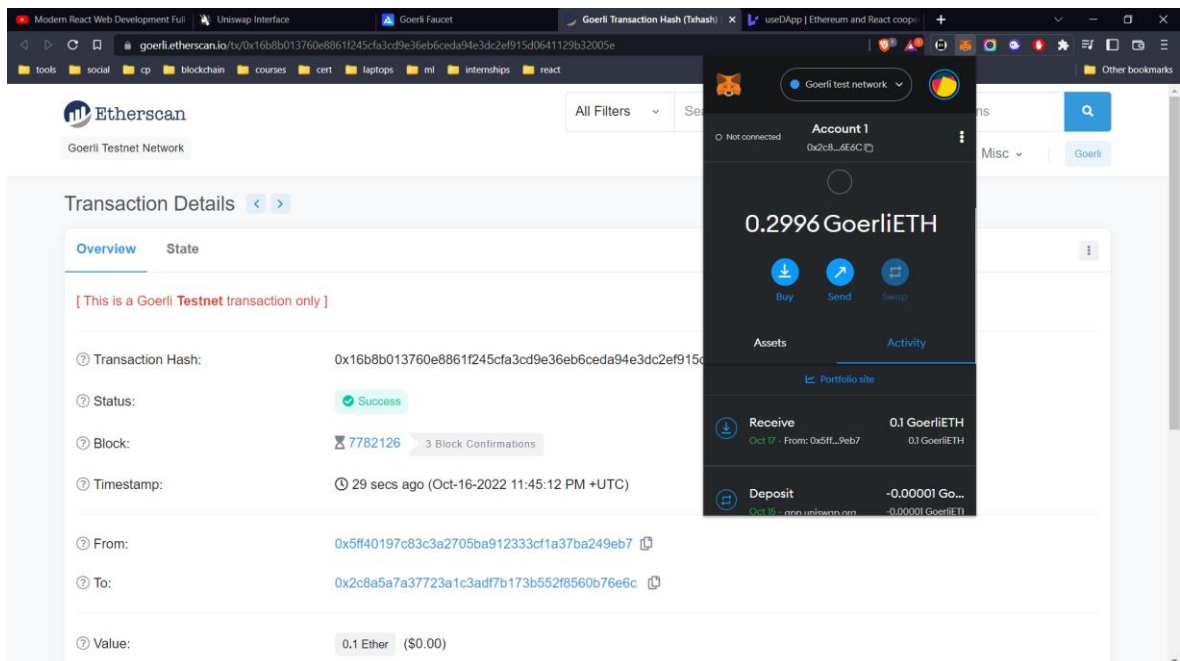 Modern React Web Development Full
Uniswap Interface
Goerli Faucet
Goerli Transaction Hash (Txhash)
useDApp | Ethereum and React coope
goerli.etherscan.io/tx/0x16b8b013760e8861f245cfa3cd9e36eb6ceda94e3dc2ef915d0641129b32005e
tools social cp blockchain courses cert laptops ml internships react Other bookmarks
Etherscan
Goerli Testnet Network
All Filters
Misc
Goerli
Transaction Details
Overview State
[ This is a Goerli Testnet transaction only ]
Transaction Hash: 0x16b8b013760e8861f245cfa3cd9e36eb6ceda94e3dc2ef915
Status: Success
Block: 7782126 3 Block Confirmations
Timestamp: 29 secs ago (Oct-16-2022 11:45:12 PM +UTC)
From: 0x5ff40197c83c3a2705ba912333cf1a37ba249eb7
To: 0x2c8a5a7a37723a1c3adf7b173b552f8560b76e6c
Value: 0.1 Ether ($0.00)
Goerli test network
Not connected
Account 1
0x2c8...6E6C
0.2996 GoerliETH
Buy Send Swap
Assets Activity
Portfolio site
Receive 0.1 GoerliETH
Oct 17 · From: 0x5ff...9eb7 0.1 GoerliETH
Deposit -0.00001 Go...
Oct 15 · app.uniswap.org -0.00001 GoerliETH